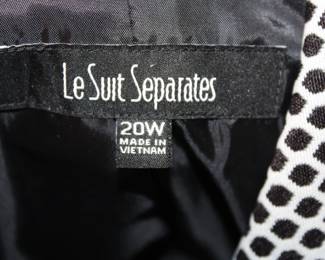 Le Suit Separates
20W
MADE IN
VIETNAM